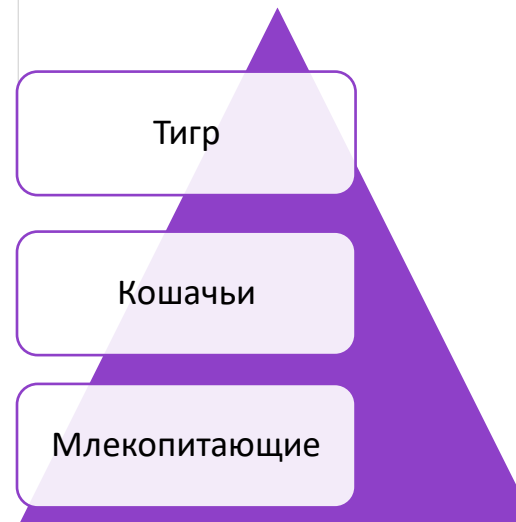 Тигр
Кошачьи
Млекопитающие